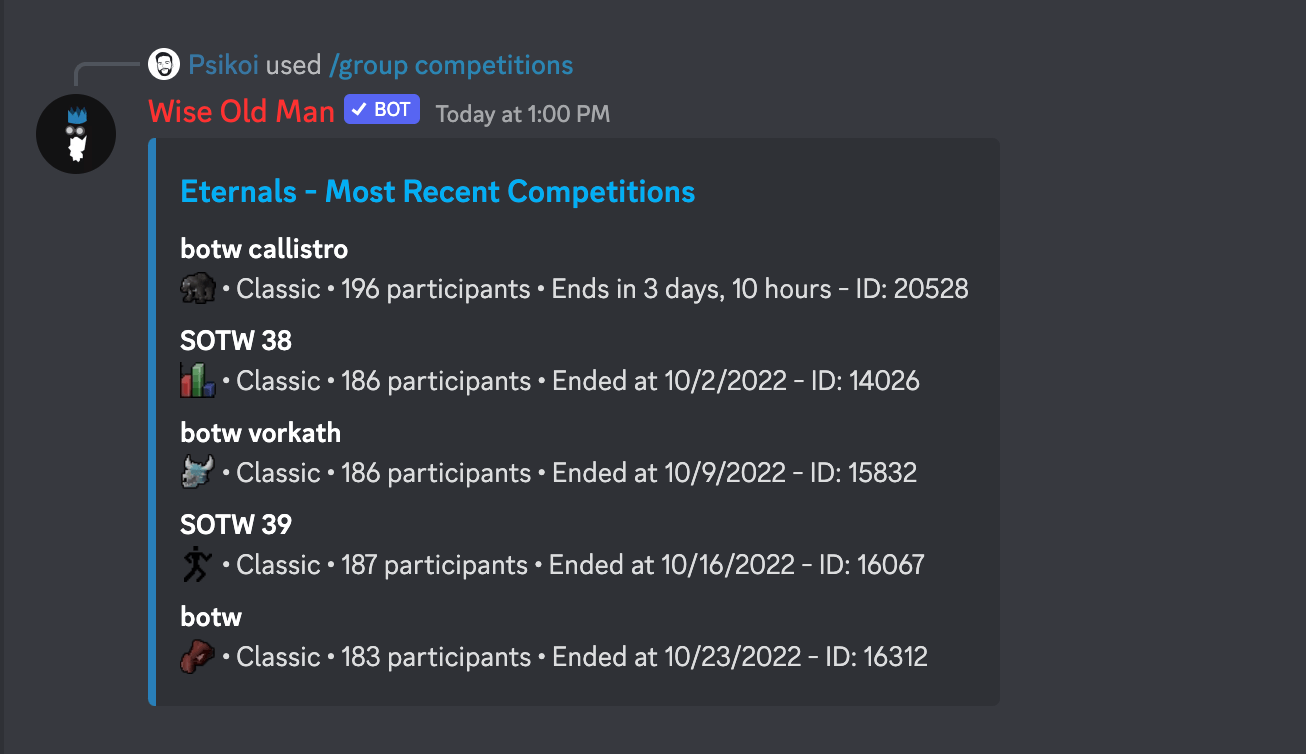 Psikoi used /group competitions
Wise Old Man ✓ BOT Today at 1:00 PM
Eternals - Most Recent Competitions
botw callistro
• Classic • 196 participants • Ends in 3 days, 10 hours - ID: 20528
SOTW 38
• Classic • 186 participants • Ended at 10/2/2022 - ID: 14026
botw vorkath
• Classic • 186 participants • Ended at 10/9/2022 - ID: 15832
SOTW 39
• Classic • 187 participants • Ended at 10/16/2022 - ID: 16067
botw
• Classic • 183 participants • Ended at 10/23/2022 - ID: 16312